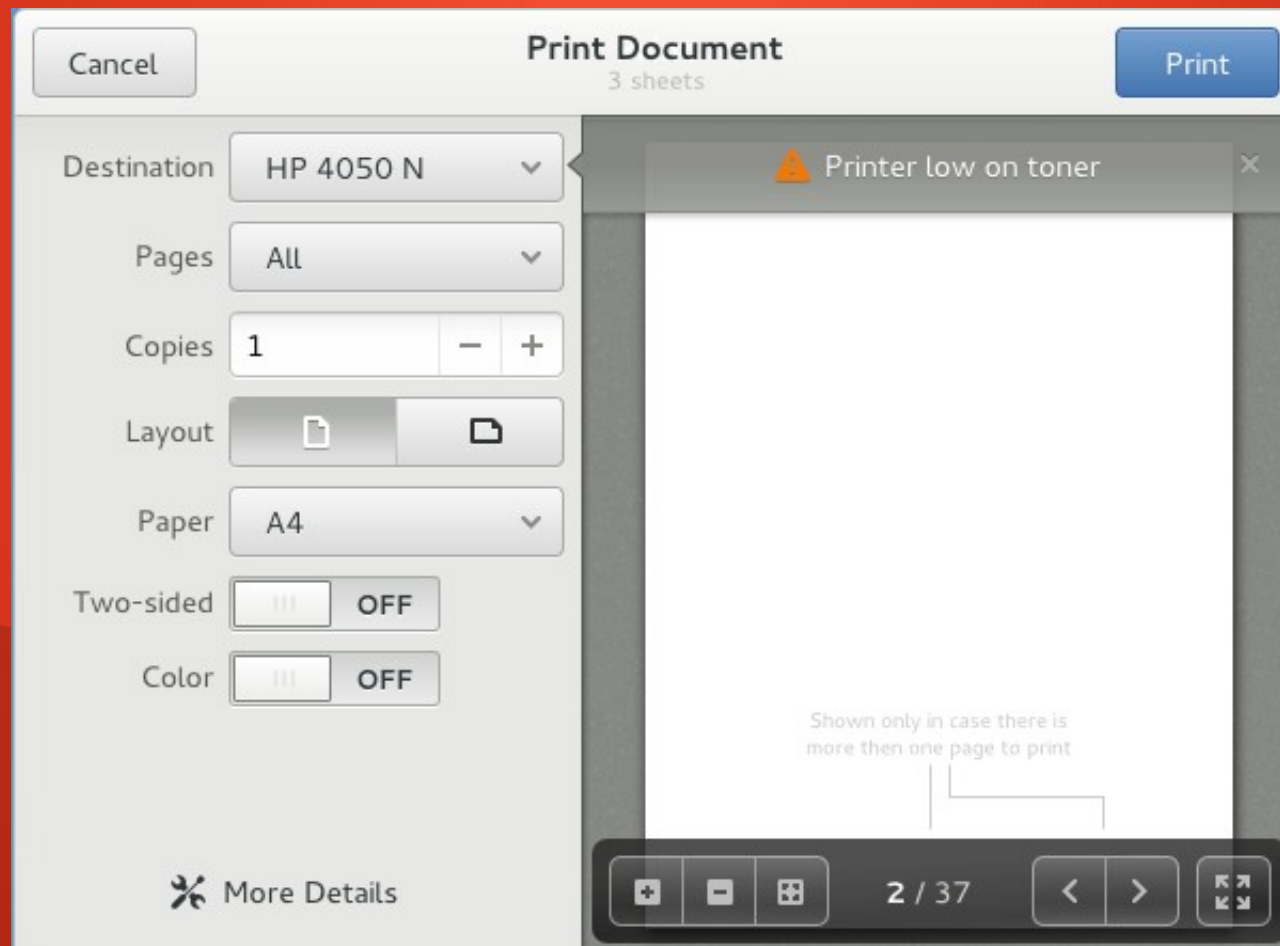 Cancel
Print Document
3 sheets
Print
Destination
HP 4050 N
Printer low on toner
Pages
All
Copies
1
Layout
Paper
A4
Two-sided
OFF
Color
OFF
Shown only in case there is
more then one page to print
More Details
2 / 37